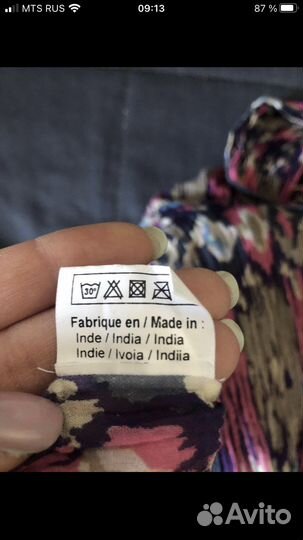 MTS RUS 09:13 87 %
30°
Fabrique en / Made in :
Inde / India / India
Indie / Ivoia / Indiia
Avito